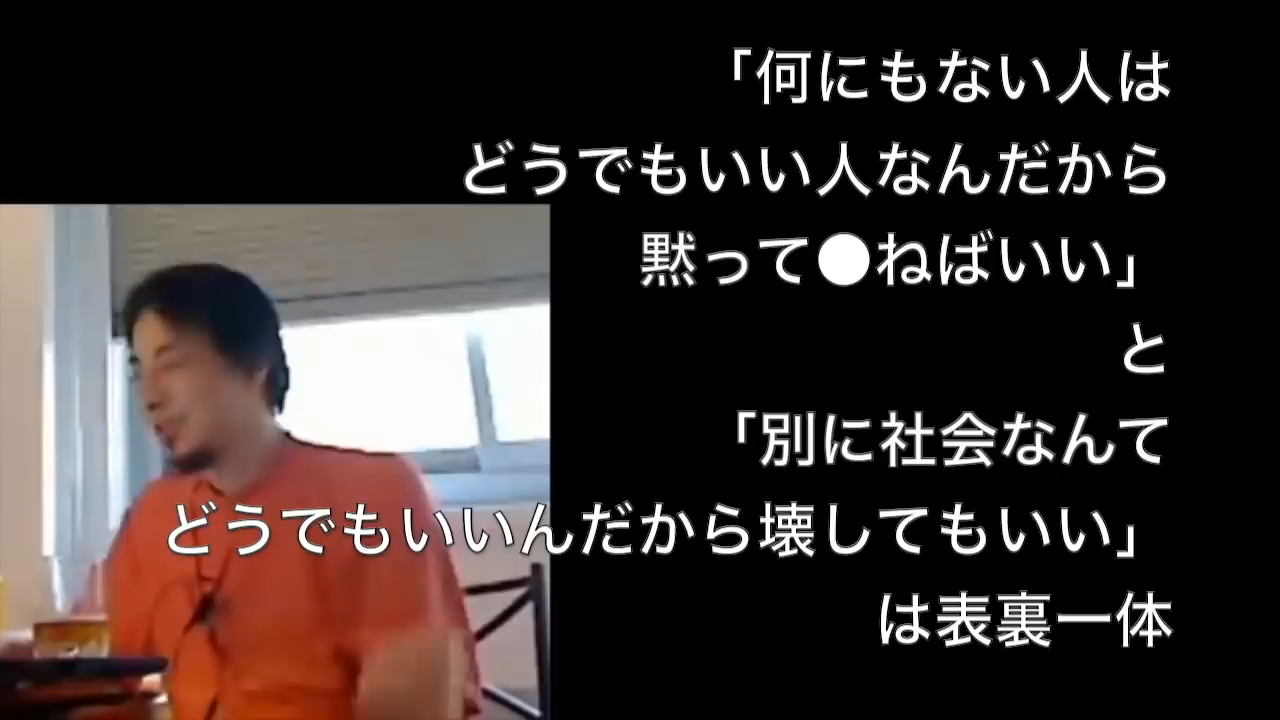 「何にもない人は
どうでもいい人なんだから
黙って●ねばいい」
と
「別に社会なんて
どうでもいいんだから壊してもいい」
は表裏一体